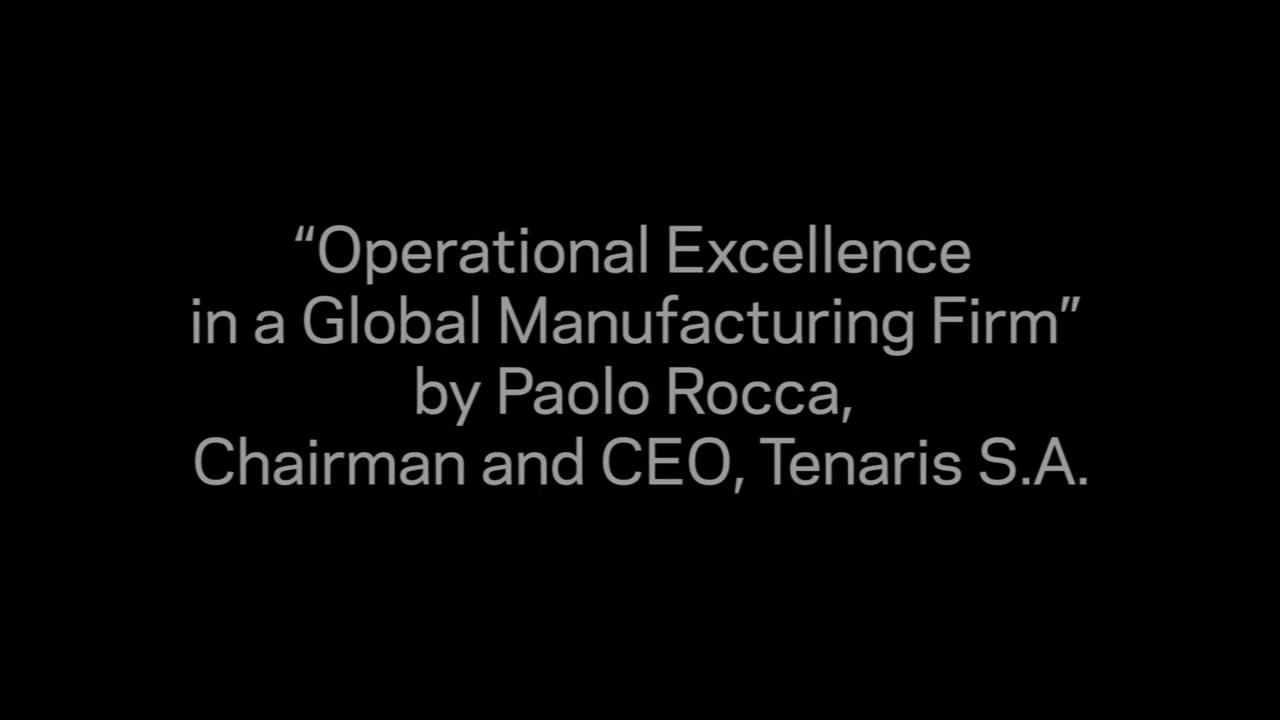 “Operational Excellence
in a Global Manufacturing Firm”
by Paolo Rocca,
Chairman and CEO, Tenaris S.A.